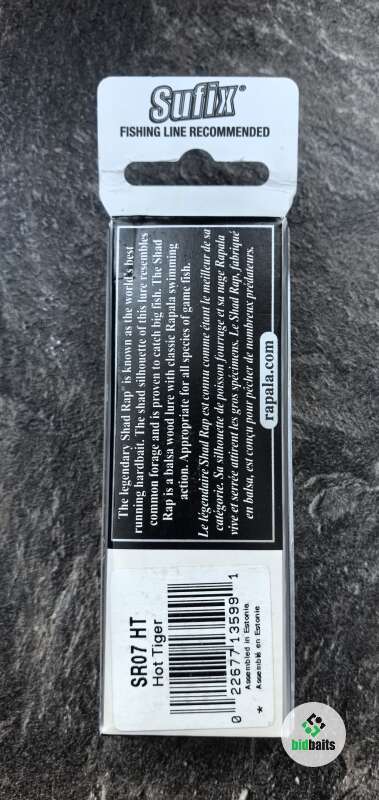 Sufix®
FISHING LINE RECOMMENDED
The legendary Shad Rap® is known as the world's best
running hardbait. The shad silhouette of this lure resembles
common forage and is proven to catch big fish. The Shad
Rap is a balsa wood lure with classic Rapala swimming
action. Appropriate for all species of game fish.
Le légendaire Shad Rap est connu comme étant le meilleur de sa
catégorie. Sa silhouette de poisson fourrage et sa nage Rapala
vive et serrée attirent les gros spécimens. Le Shad Rap, fabriqué
en balsa, est conçu pour pêcher de nombreux prédateurs.
rapala.com
SR07 HT
Hot Tiger
0 22677 13599 1
Assembled in Estonia.
* Assemblé en Estonie.
bidbaits